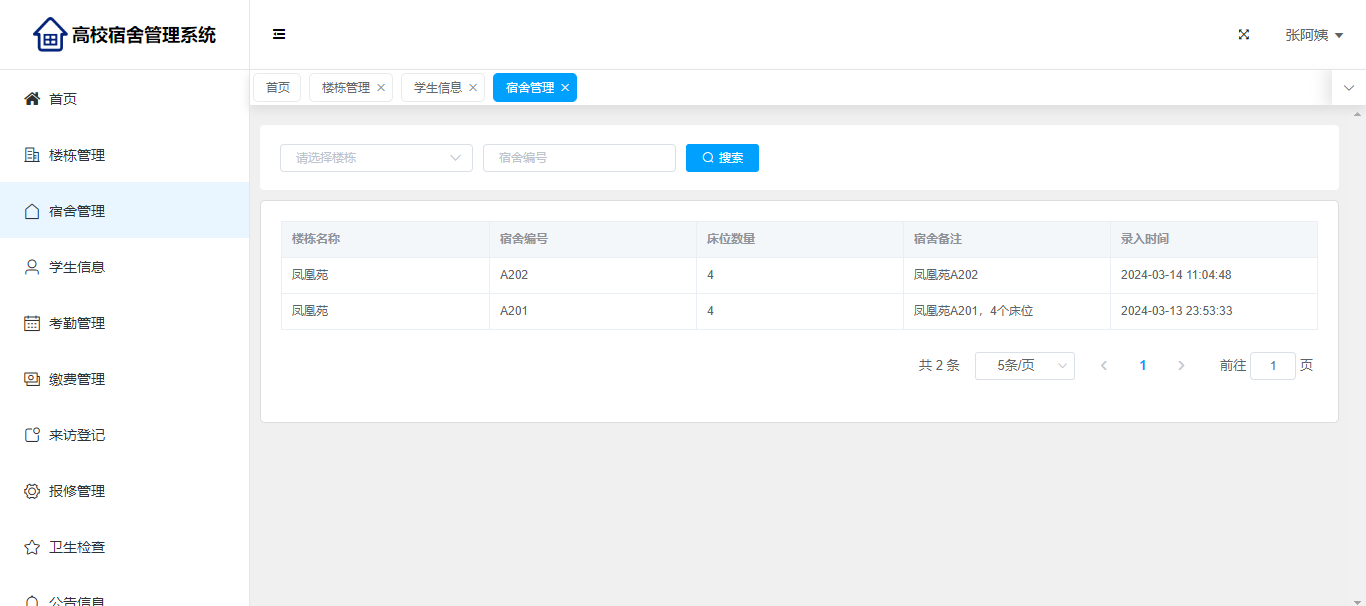 高校宿舍管理系统
张阿姨
首页
楼栋管理
宿舍管理
学生信息
考勤管理
缴费管理
来访登记
报修管理
卫生检查
公告信息
首页 楼栋管理 学生信息 宿舍管理
请选择楼栋 宿舍编号 搜索
楼栋名称 宿舍编号 床位数量 宿舍备注 录入时间
凤凰苑 A202 4 凤凰苑A202 2024-03-14 11:04:48
凤凰苑 A201 4 凤凰苑A201，4个床位 2024-03-13 23:53:33
共 2 条 5条/页 1 前往 1 页